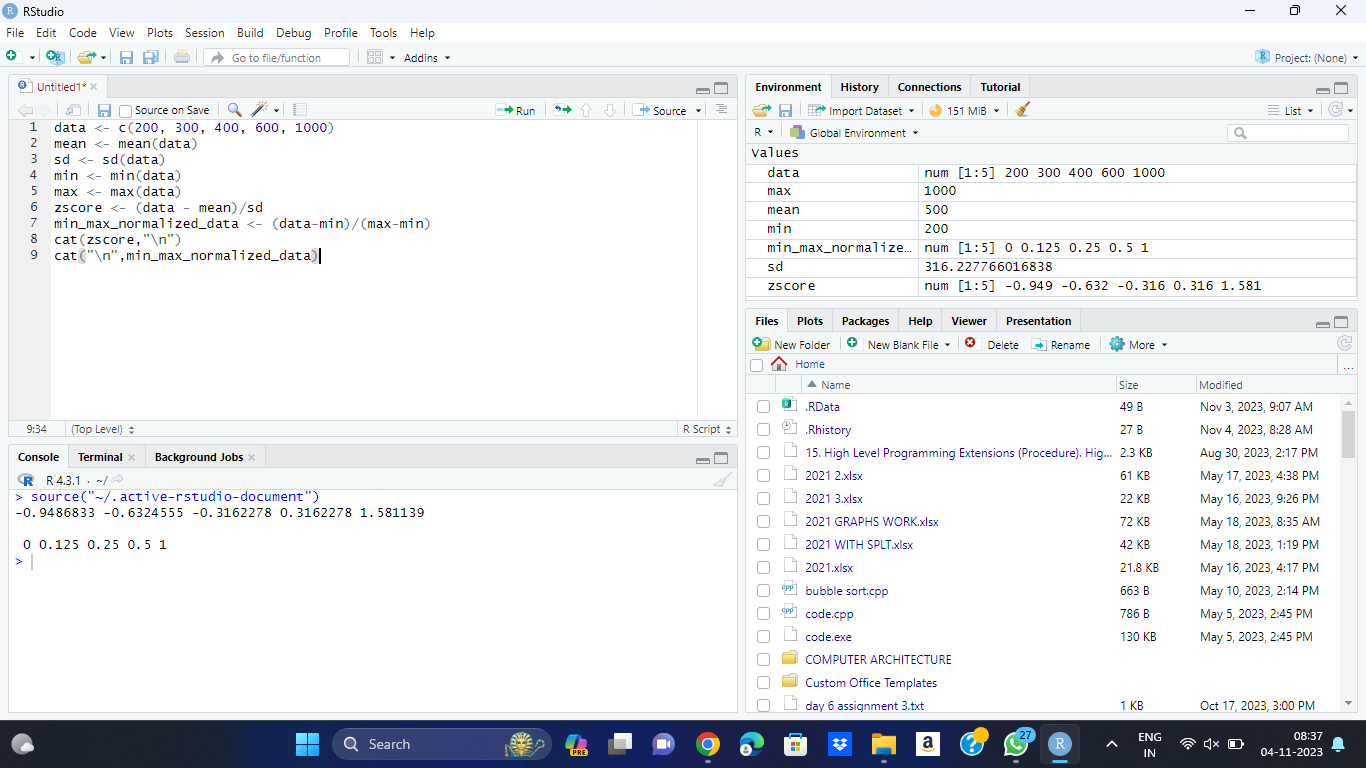 RStudio
File Edit Code View Plots Session Build Debug Profile Tools Help
Go to file/function Addins Project: (None)
Untitled1*
Source on Save Run Source
1 data <- c(200, 300, 400, 600, 1000)
2 mean <- mean(data)
3 sd <- sd(data)
4 min <- min(data)
5 max <- max(data)
6 zscore <- (data - mean)/sd
7 min_max_normalized_data <- (data-min)/(max-min)
8 cat(zscore,"\n")
9 cat("\n",min_max_normalized_data)
9:34 (Top Level) R Script
Console Terminal Background Jobs
R 4.3.1 · ~/
> source("~/.active-rstudio-document")
-0.9486833 -0.6324555 -0.3162278 0.3162278 1.581139
0 0.125 0.25 0.5 1
>
Environment History Connections Tutorial
Import Dataset 151 MiB List
R Global Environment
Values
data num [1:5] 200 300 400 600 1000
max 1000
mean 500
min 200
min_max_normalize… num [1:5] 0 0.125 0.25 0.5 1
sd 316.227766016838
zscore num [1:5] -0.949 -0.632 -0.316 0.316 1.581
Files Plots Packages Help Viewer Presentation
New Folder New Blank File Delete Rename More
Home ...
Name Size Modified
.RData 49 B Nov 3, 2023, 9:07 AM
.Rhistory 27 B Nov 4, 2023, 8:28 AM
15. High Level Programming Extensions (Procedure). Hig... 2.3 KB Aug 30, 2023, 2:17 PM
2021 2.xlsx 61 KB May 17, 2023, 4:38 PM
2021 3.xlsx 22 KB May 16, 2023, 9:26 PM
2021 GRAPHS WORK.xlsx 72 KB May 18, 2023, 8:35 AM
2021 WITH SPLT.xlsx 42 KB May 18, 2023, 1:19 PM
2021.xlsx 21.8 KB May 16, 2023, 4:17 PM
bubble sort.cpp 663 B May 10, 2023, 2:14 PM
code.cpp 786 B May 5, 2023, 2:45 PM
code.exe 130 KB May 5, 2023, 2:45 PM
COMPUTER ARCHITECTURE
Custom Office Templates
day 6 assignment 3.txt 1 KB Oct 17, 2023, 3:00 PM
Search PRE a 27 R ENG 08:37
IN 04-11-2023